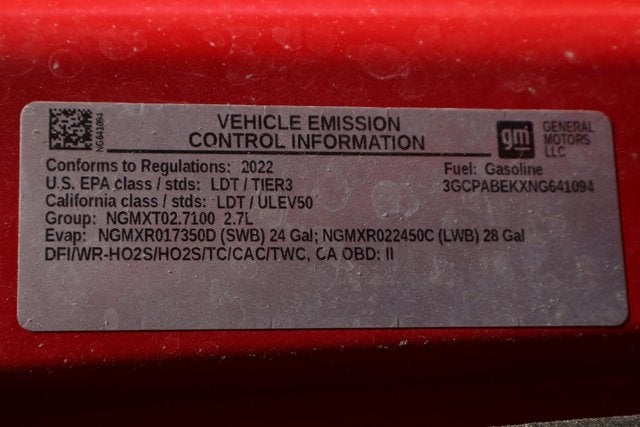 NG641094
VEHICLE EMISSION
CONTROL INFORMATION
gm
GENERAL
MOTORS
LLC
Conforms to Regulations: 2022
Fuel: Gasoline
U.S. EPA class / stds: LDT / TIER3
3GCPABEKXNG641094
California class / stds: LDT / ULEV50
Group: NGMXT02.7100 2.7L
Evap: NGMXR017350D (SWB) 24 Gal; NGMXR022450C (LWB) 28 Gal
DFI/WR-HO2S/HO2S/TC/CAC/TWC, CA OBD: II